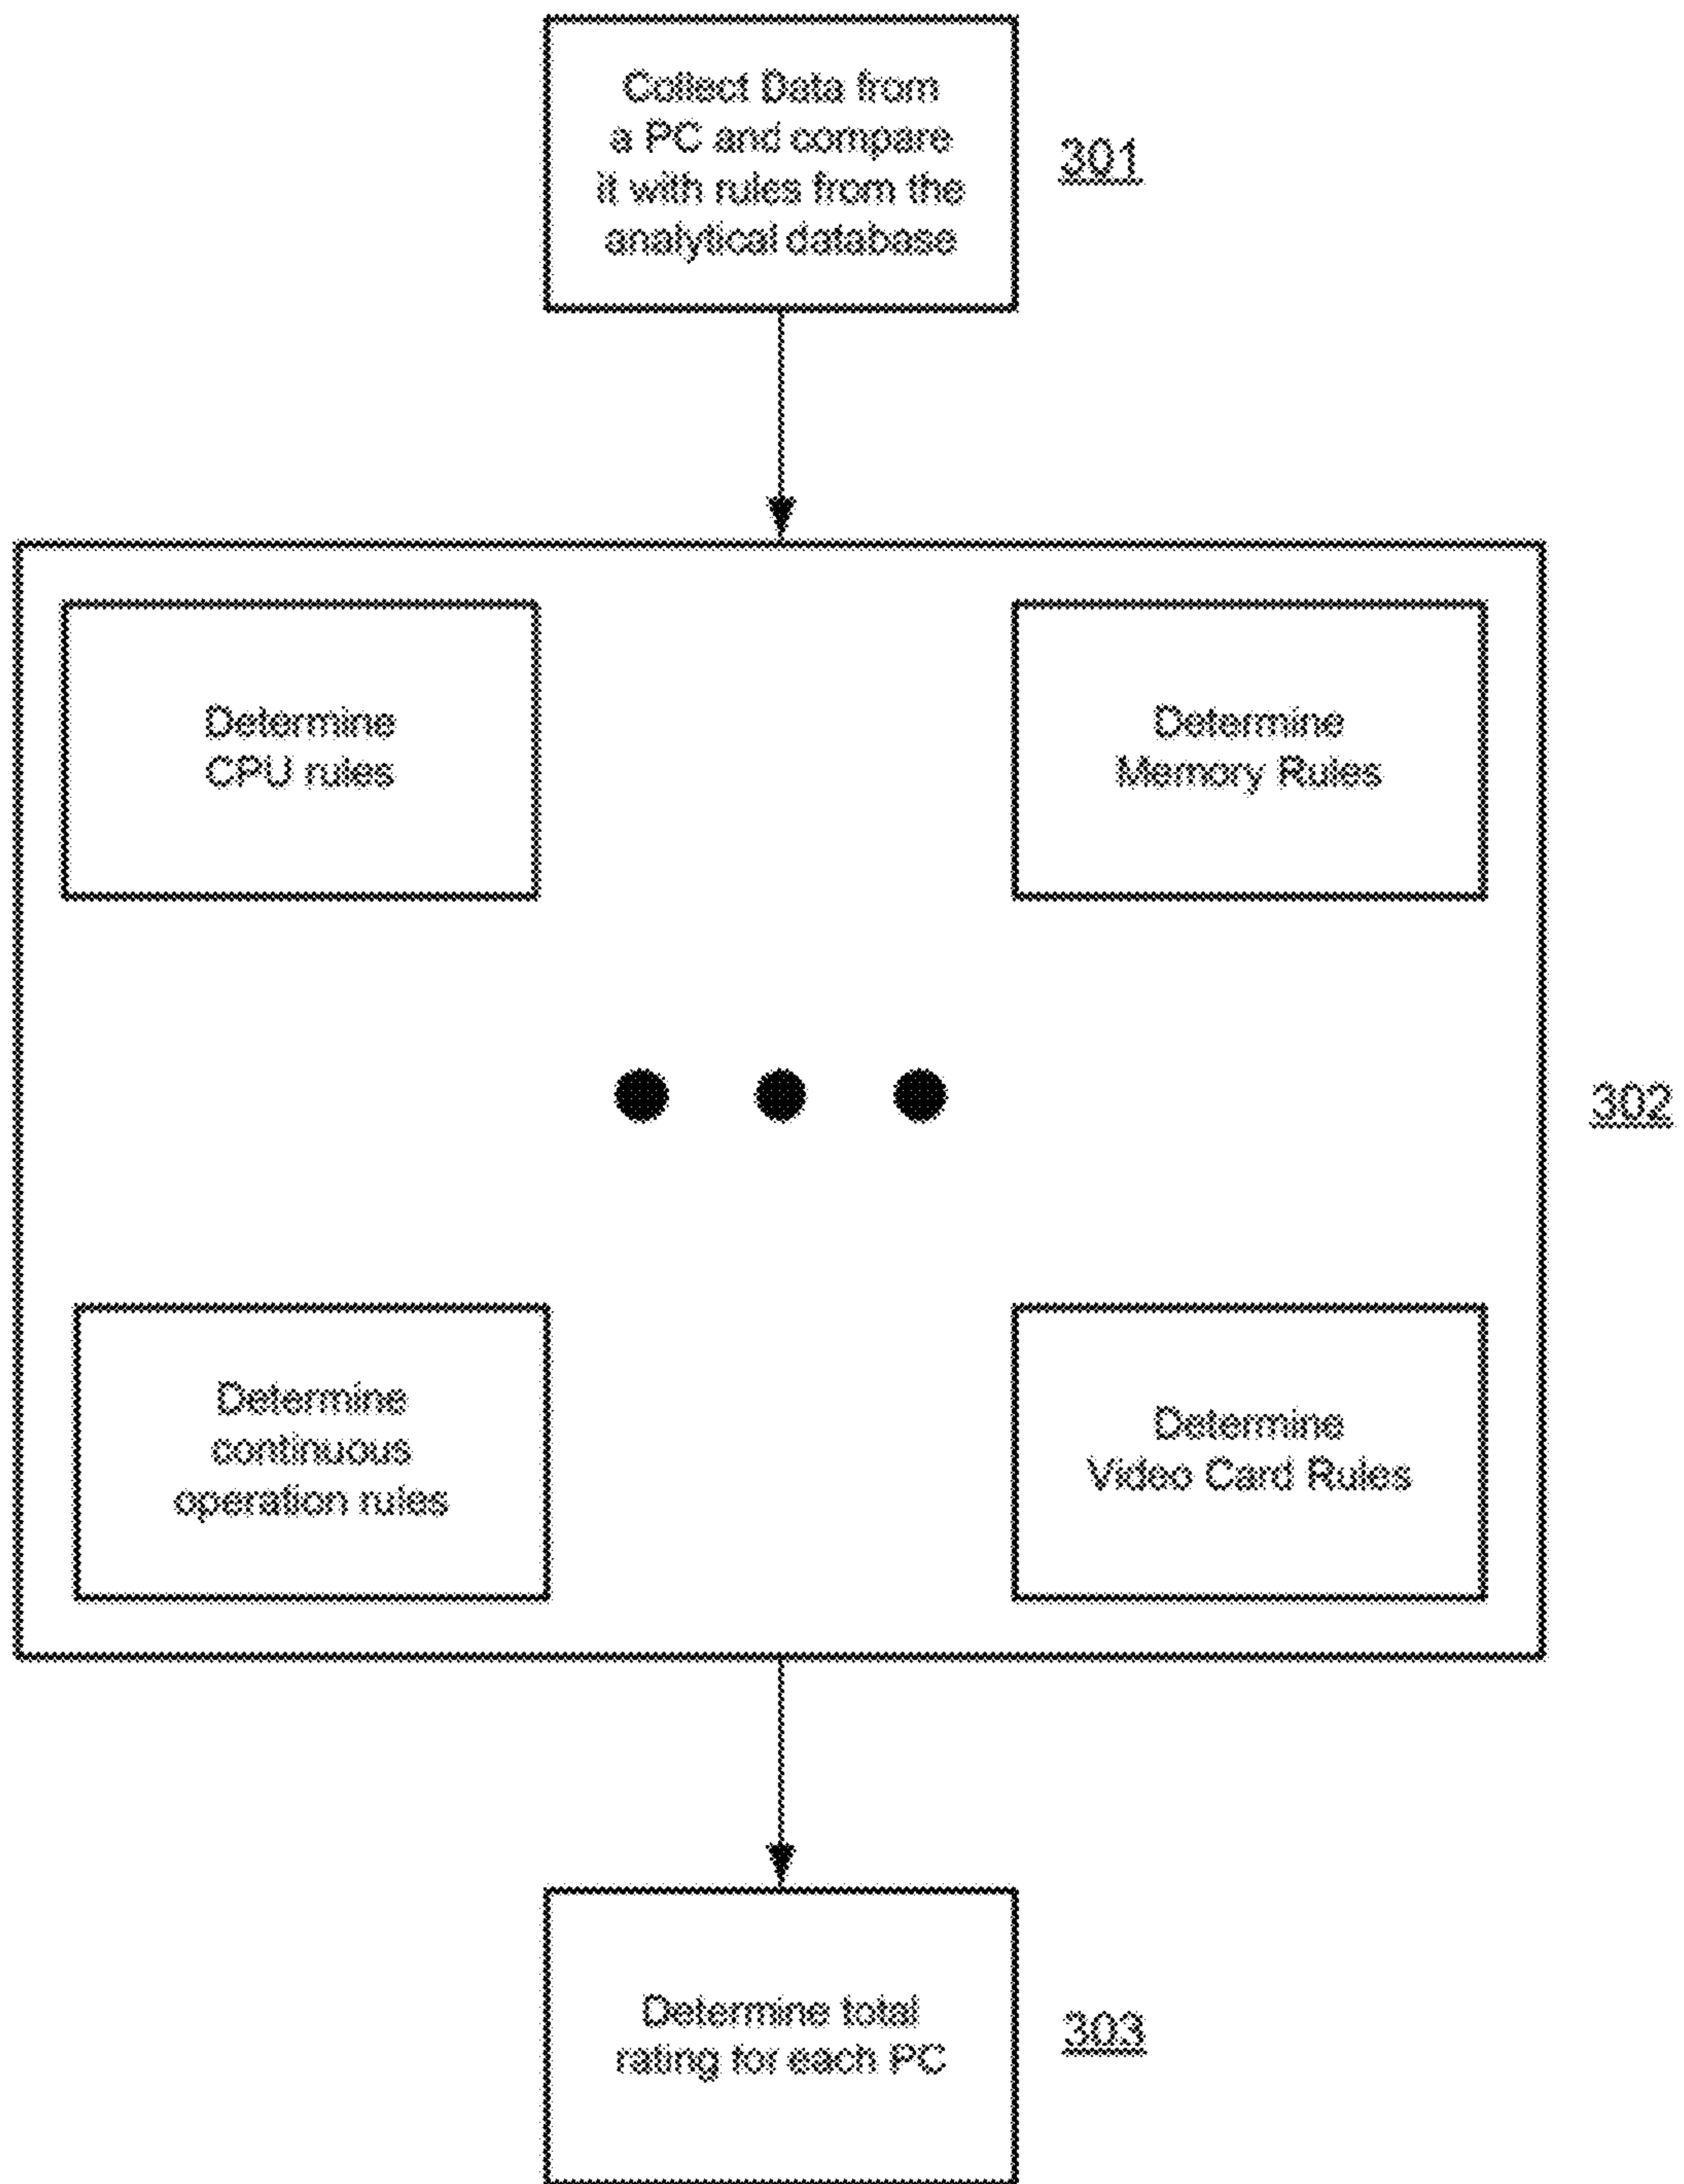 Collect Data from
a PC and compare
it with rules from the
analytical database
301
Determine
CPU rules
Determine
Memory Rules
302
Determine
continuous
operation rules
Determine
Video Card Rules
Determine total
rating for each PC
303